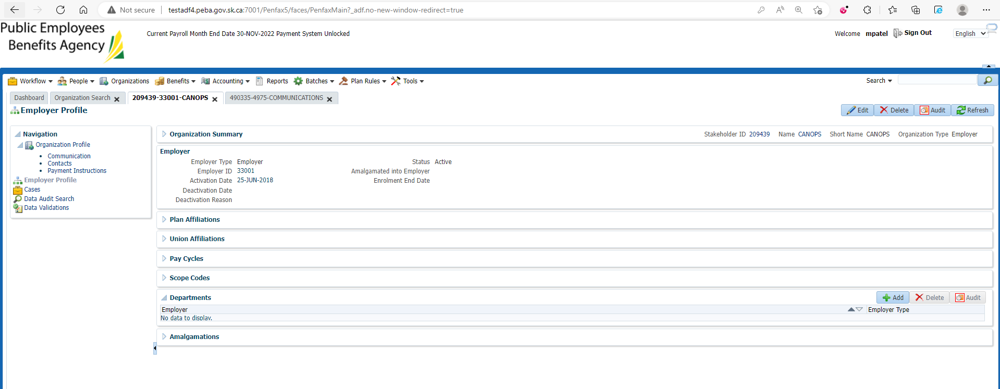 Not secure testadf4.peba.gov.sk.ca:7001/Penfax5/faces/PenfaxMain?_adf.no-new-window-redirect=true
Public Employees
Benefits Agency
Current Payroll Month End Date 30-NOV-2022 Payment System Unlocked
Welcome mpatel Sign Out English
Workflow People Organizations Benefits Accounting Reports Batches Plan Rules Tools Search
Dashboard Organization Search 209439-33001-CANOPS 490335-4975-COMMUNICATIONS
Employer Profile Edit Delete Audit Refresh
Navigation
Organization Profile
Communication
Contacts
Payment Instructions
Employer Profile
Cases
Data Audit Search
Data Validations
Organization Summary Stakeholder ID 209439 Name CANOPS Short Name CANOPS Organization Type Employer
Employer
Employer Type Employer Status Active
Employer ID 33001 Amalgamated into Employer
Activation Date 25-JUN-2018 Enrolment End Date
Deactivation Date
Deactivation Reason
Plan Affiliations
Union Affiliations
Pay Cycles
Scope Codes
Departments Add Delete Audit
Employer Employer Type
No data to display.
Amalgamations